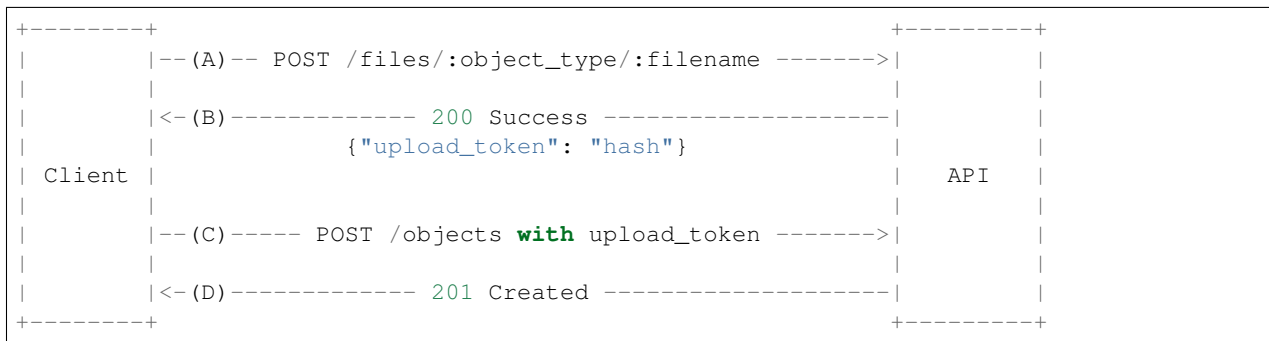 +--------+                                           +---------+
|        |--(A)-- POST /files/:object_type/:filename ------->|         |
|        |                                           |         |
|        |<-(B)------------- 200 Success --------------------|         |
|        |            {"upload_token": "hash"}       |         |
| Client |                                           |   API   |
|        |                                           |         |
|        |--(C)----- POST /objects with upload_token ------->|         |
|        |                                           |         |
|        |<-(D)------------- 201 Created --------------------|         |
+--------+                                           +---------+